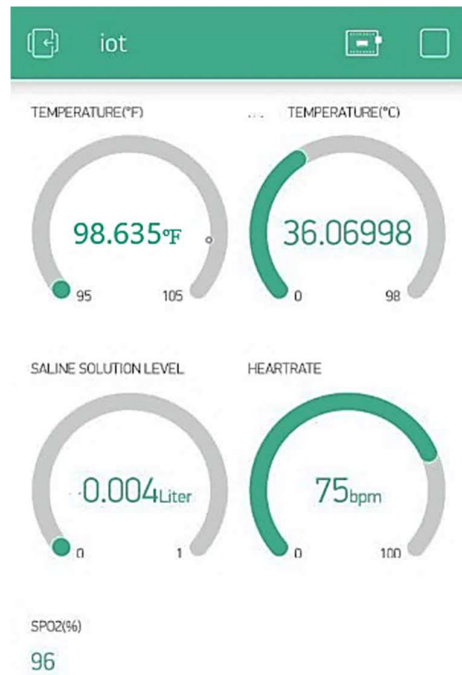 iot
TEMPERATURE(°F)
... TEMPERATURE(°C)
98.635°F
36.06998
95 105
0 98
SALINE SOLUTION LEVEL
HEARTRATE
-0.004Liter
75bpm
0 1
0 100
SPO2(%)
96